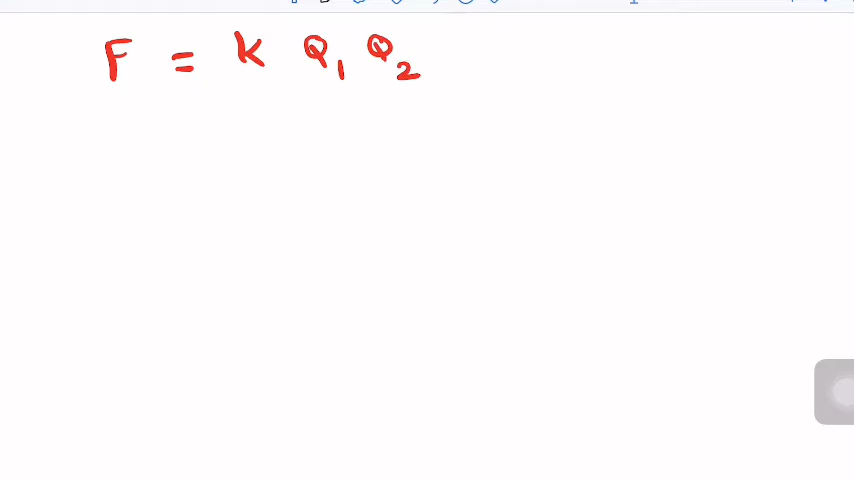 F = K Q₁ Q₂